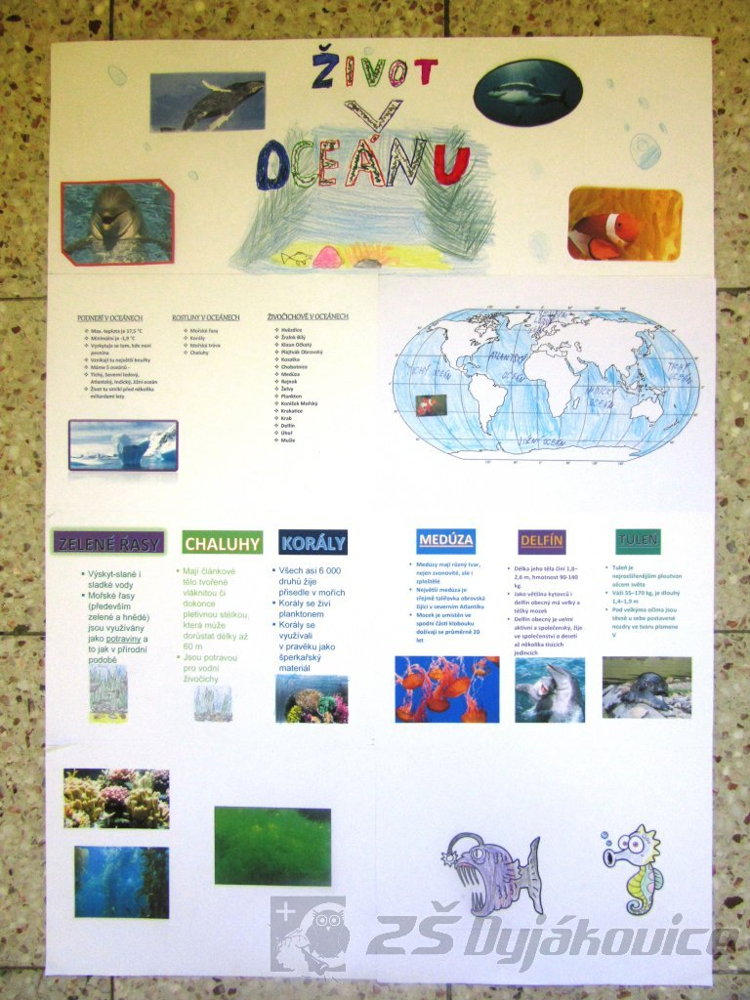 ŽIVOT
V
OCEÁNU
PODNEBÍ V OCEÁNECH
Max. teplota je 17,5 °C
Minimální je -1,9 °C
Vyskytuje se tam, kde není
pevnina
Vznikají tu největší bouřky
Máme 5 oceánů -
Tichý, Severní ledový,
Atlantský, Indický, Jižní oceán
Život tu vznikl před několika
miliardami lety
ROSTLINY V OCEÁNECH
Mořské řasy
Korály
Mořská tráva
Chaluhy
ŽIVOČICHOVÉ V OCEÁNECH
Hvězdice
Žralok Bílý
Klaun Očkatý
Plejtvák Obrovský
Kosatka
Chobotnice
Medúza
Rejnok
Želvy
Plankton
Koníček Mořský
Krakatice
Krab
Delfín
Úhoř
Mušle
ATLANTSKÝ
OCEÁN
TICHÝ OCEÁN
TICHÝ
OCEÁN
INDICKÝ
OCEÁN
JIŽNÍ OCEÁN
ZELENÉ ŘASY
Výskyt-slané i
sladké vody
Mořské řasy
(především
zelené a hnědé)
jsou využívány
jako potraviny a
to jak v přírodní
podobě
CHALUHY
Mají článkové
tělo tvořené
vláknitou či
dokonce
pletivnou stélkou,
která může
dorůstat délky až
60 m
Jsou potravou
pro vodní
živočichy
KORÁLY
Všech asi 6 000
druhů žije
přisedle v mořích
Korály se živí
planktonem
Korály se
využívali
v pravěku jako
šperkařský
materiál
MEDÚZA
Medúzy mají různý tvar,
nejen zvonovité, ale i
zploštělé
Největší medúza je
zřejmě talířovka obrovská
žijící v severním Atlantiku
Mozek je umístěn ve
spodní části klobouku
dožívají se průměrně 20
let
DELFÍN
Délka jeho těla činí 1,8–
2,6 m, hmotnost 90-140
kg.
Jako většina kytovců i
delfín obecný má velký a
těžký mozek
Delfín obecný je velmi
aktivní a společenský, žije
ve společenství o deseti
až několika tisících
jedincích
TULEŇ
Tuleň je
nejrozšířenějším ploutvon
ožcem světa
Váží 55–170 kg, je dlouhý
1,4–1,9 m
Pod velkýma očima jsou
těsně u sebe postavené
nozdry ve tvaru písmene
V
ZŠ Dyjákovice